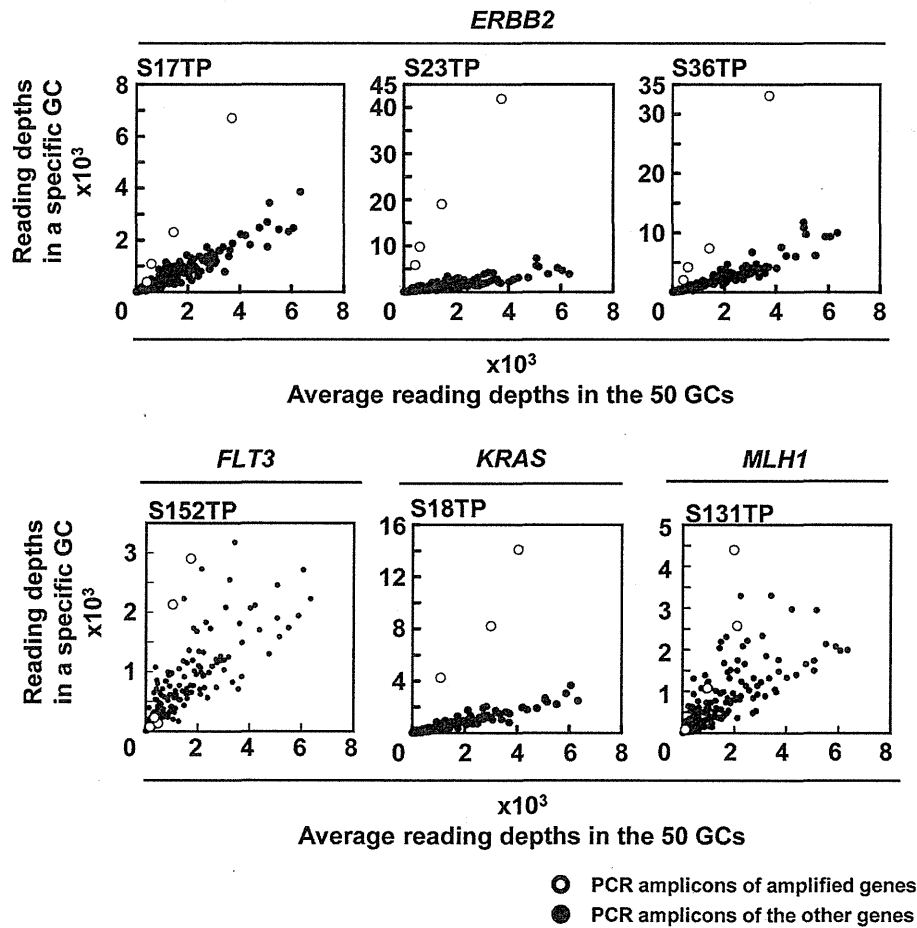 ERBB2
S17TP S23TP S36TP
Reading depths
in a specific GC
x10³
8 6 4 2 0 2 4 6 8
45 40 30 20 10 0 2 4 6 8
35 30 20 10 0 2 4 6 8
x10³
Average reading depths in the 50 GCs
FLT3 KRAS MLH1
S152TP S18TP S131TP
Reading depths
in a specific GC
x10³
3 2 1 0 2 4 6 8
16 12 8 4 0 2 4 6 8
5 4 3 2 1 0 2 4 6 8
x10³
Average reading depths in the 50 GCs
PCR amplicons of amplified genes
PCR amplicons of the other genes